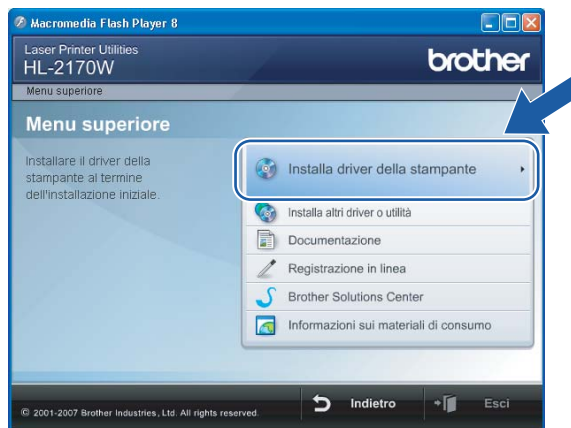 Macromedia Flash Player 8
Laser Printer Utilities
HL-2170W
brother
Menu superiore
Menu superiore
Installare il driver della
stampante al termine
dell'installazione iniziale.
Installa driver della stampante
Installa altri driver o utilità
Documentazione
Registrazione in linea
Brother Solutions Center
Informazioni sui materiali di consumo
© 2001-2007 Brother Industries, Ltd. All rights reserved.
Indietro
Esci